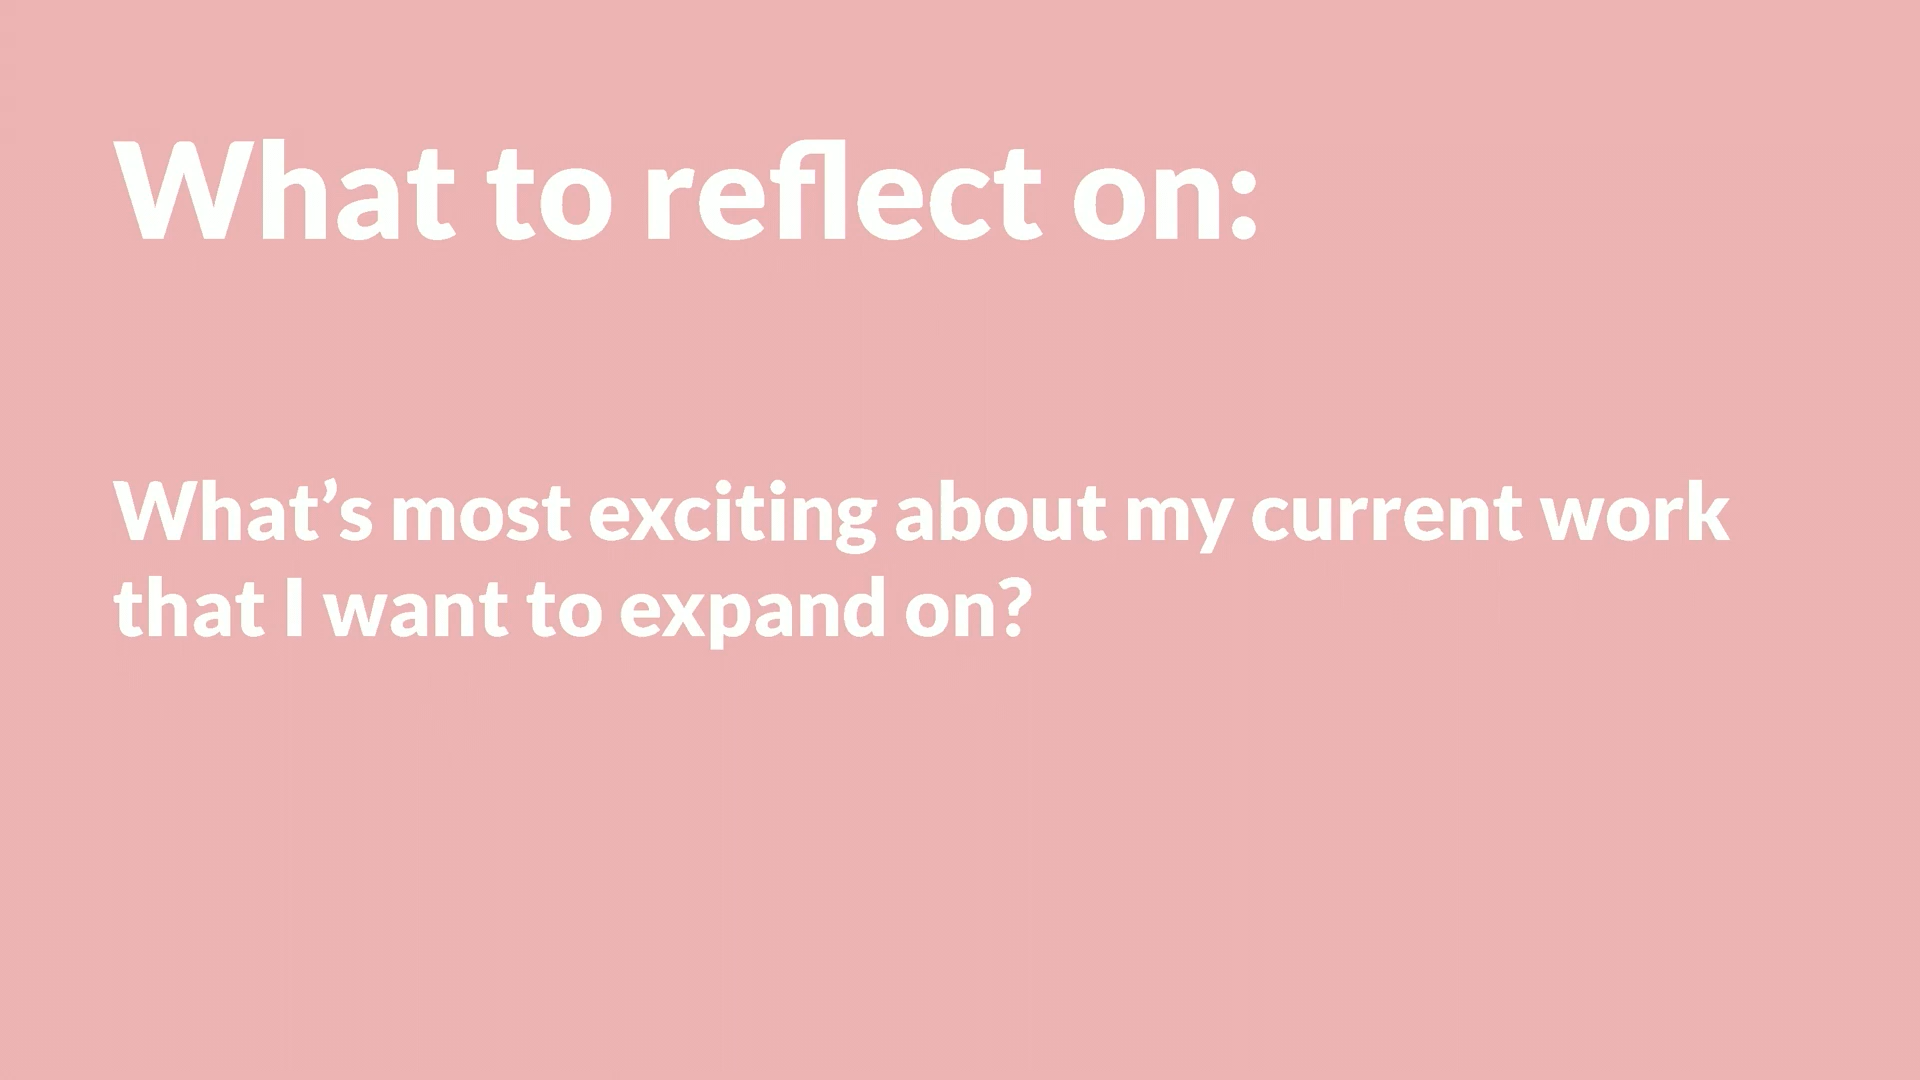 What to reflect on:
What’s most exciting about my current work
that I want to expand on?